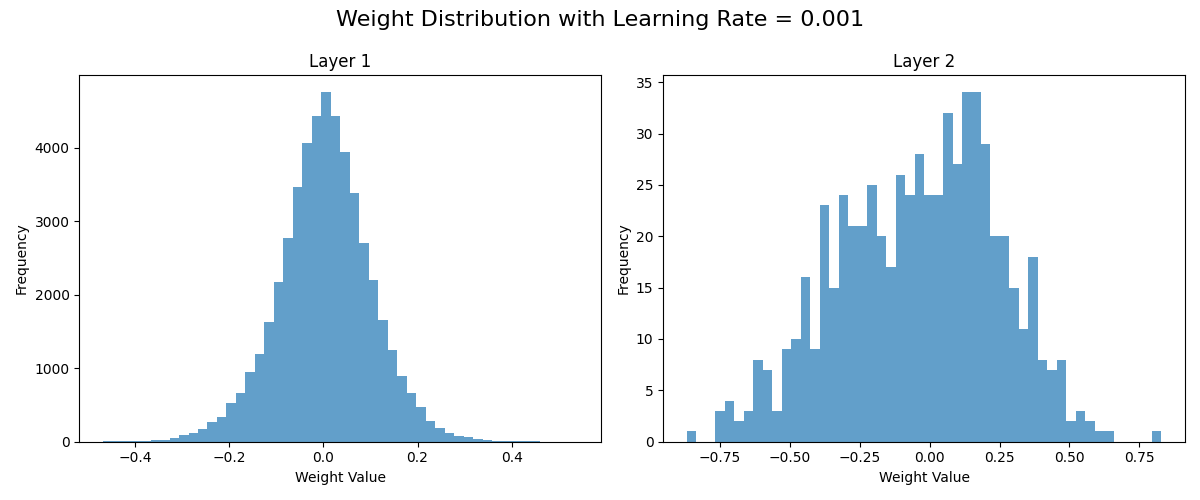 Weight Distribution with Learning Rate = 0.001
Layer 1
Frequency
4000
3000
2000
1000
0
−0.4 −0.2 0.0 0.2 0.4
Weight Value
Layer 2
Frequency
35
30
25
20
15
10
5
0
−0.75 −0.50 −0.25 0.00 0.25 0.50 0.75
Weight Value